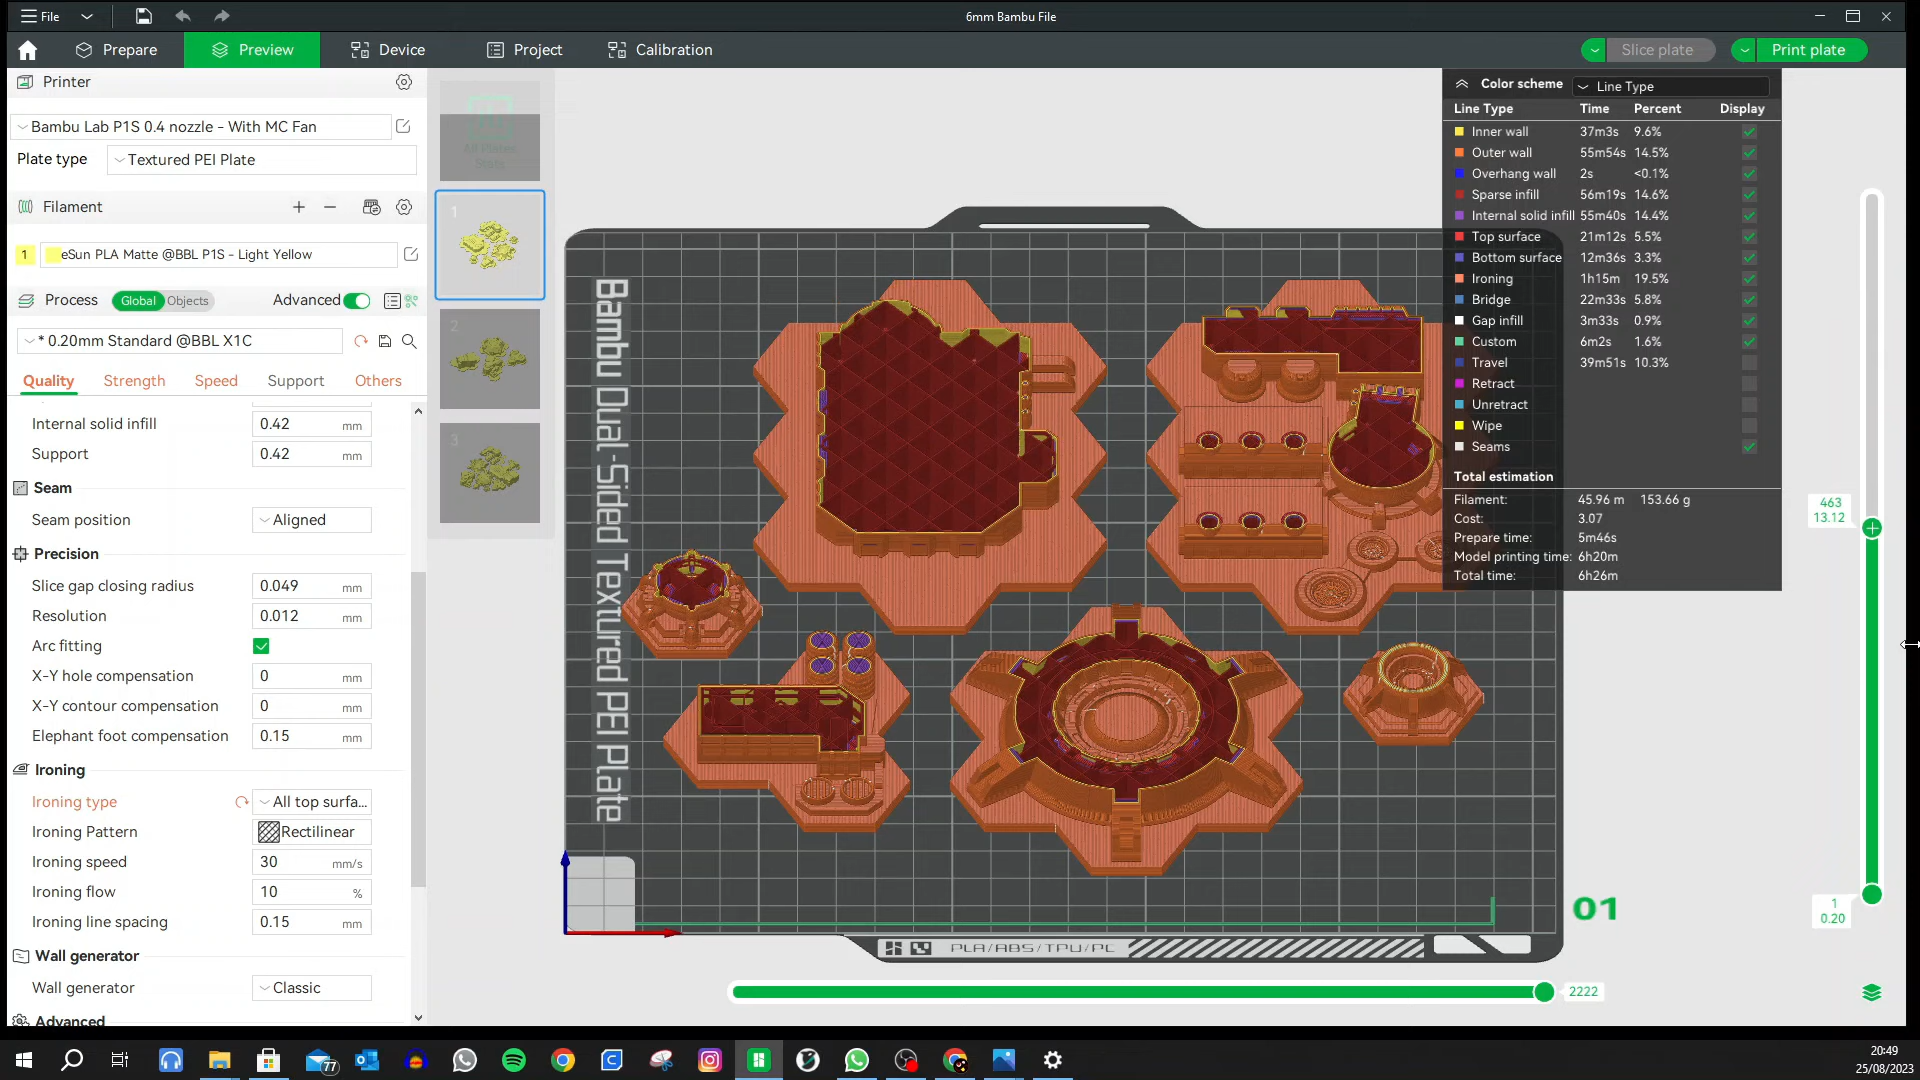 File
6mm Bambu File
Prepare
Preview
Device
Project
Calibration
Slice plate
Print plate
Printer
Bambu Lab P1S 0.4 nozzle - With MC Fan
Plate type
Textured PEI Plate
Filament
1
eSun PLA Matte @BBL P1S - Light Yellow
Process
Global
Objects
Advanced
* 0.20mm Standard @BBL X1C
Quality
Strength
Speed
Support
Others
Internal solid infill 0.42 mm
Support 0.42 mm
Seam
Seam position Aligned
Precision
Slice gap closing radius 0.049 mm
Resolution 0.012 mm
Arc fitting
X-Y hole compensation 0 mm
X-Y contour compensation 0 mm
Elephant foot compensation 0.15 mm
Ironing
Ironing type All top surfa...
Ironing Pattern Rectilinear
Ironing speed 30 mm/s
Ironing flow 10 %
Ironing line spacing 0.15 mm
Wall generator
Wall generator Classic
Advanced
All Plates
Stats
1
2
3
Bambu Dual-Sided Textured PEI Plate
PLA/ABS/TPU/PC
01
2222
Color scheme Line Type
Line Type Time Percent Display
Inner wall 37m3s 9.6%
Outer wall 55m54s 14.5%
Overhang wall 2s <0.1%
Sparse infill 56m19s 14.6%
Internal solid infill 55m40s 14.4%
Top surface 21m12s 5.5%
Bottom surface 12m36s 3.3%
Ironing 1h15m 19.5%
Bridge 22m33s 5.8%
Gap infill 3m33s 0.9%
Custom 6m2s 1.6%
Travel 39m51s 10.3%
Retract
Unretract
Wipe
Seams
Total estimation
Filament: 45.96 m 153.66 g
Cost: 3.07
Prepare time: 5m46s
Model printing time: 6h20m
Total time: 6h26m
463
13.12
1
0.20
77
20:49
25/08/2023